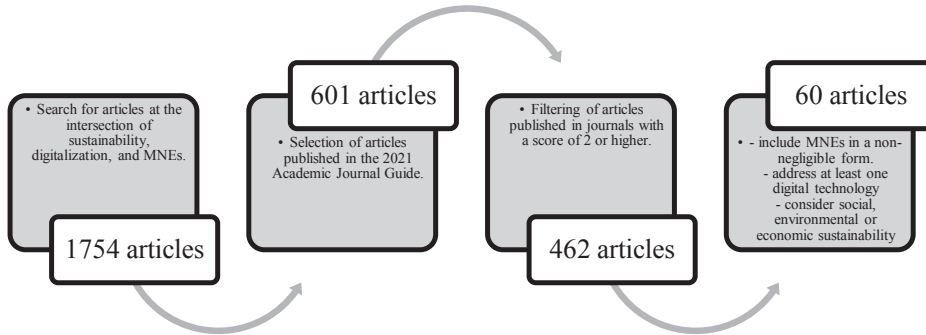 • Search for articles at the
intersection of
sustainability,
digitalization, and MNEs.
1754 articles
601 articles
• Selection of articles
published in the 2021
Academic Journal Guide.
• Filtering of articles
published in journals with
a score of 2 or higher.
462 articles
60 articles
• - include MNEs in a non-
negligible form.
- address at least one
digital technology
- consider social,
environmental or
economic sustainability